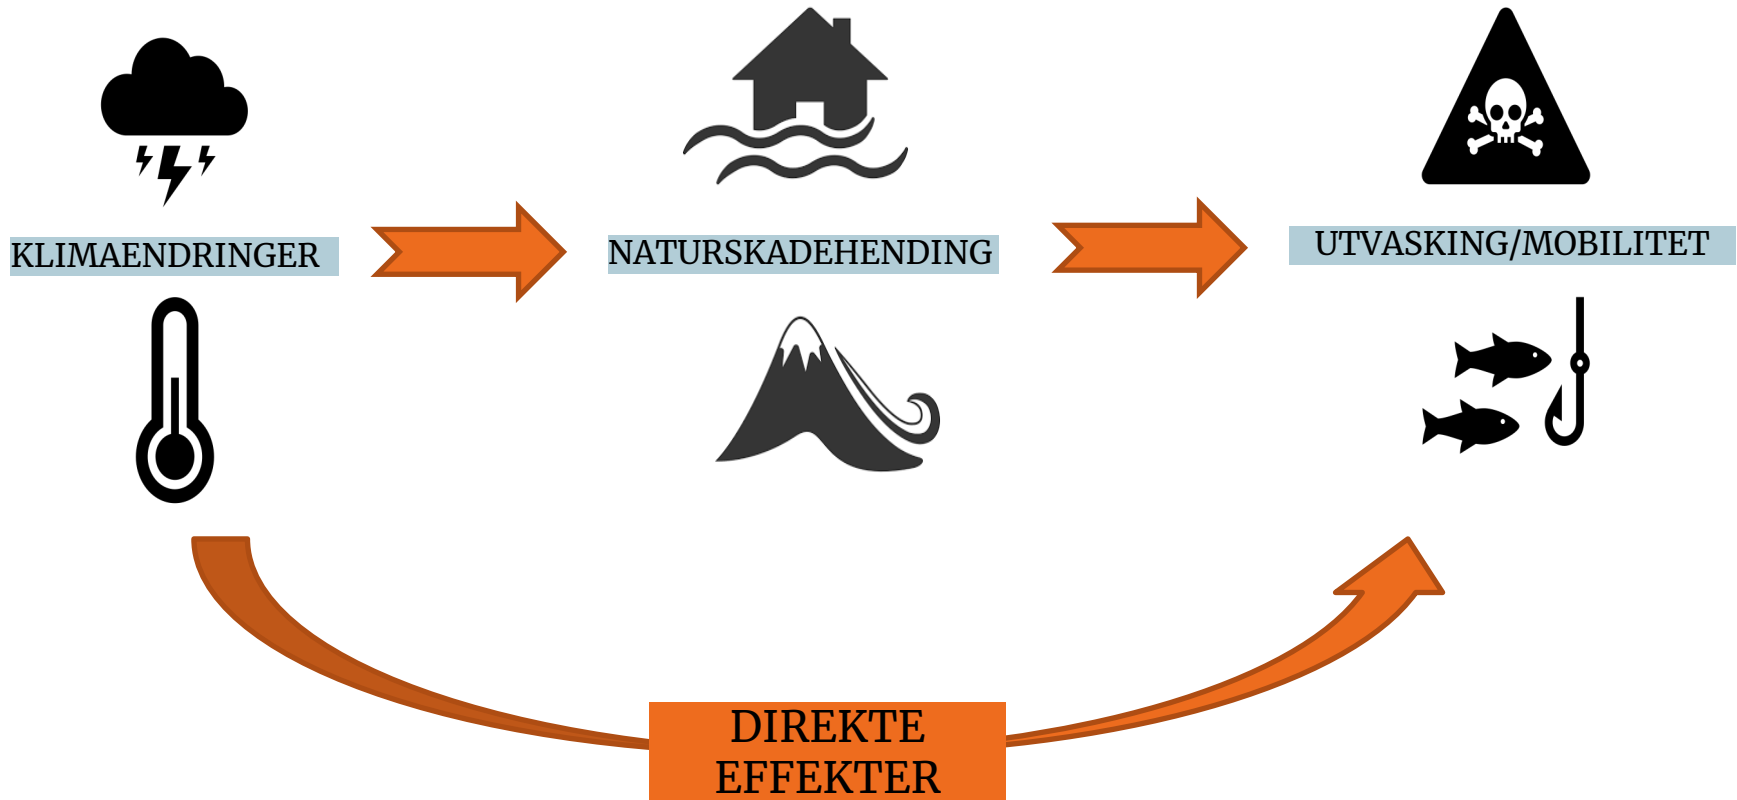 KLIMAENDRINGER
NATURSKADEHENDING
UTVASKING/MOBILITET
DIREKTE
EFFEKTER